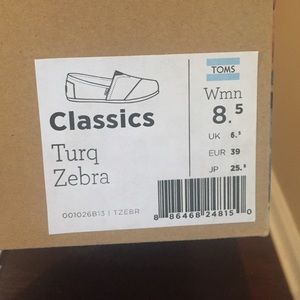 TOMS
Wmn
8.5
Classics
UK 6.5
Turq
EUR 39
Zebra
JP 25.5
001026B13 | TZEBR
8 86468 24815 0